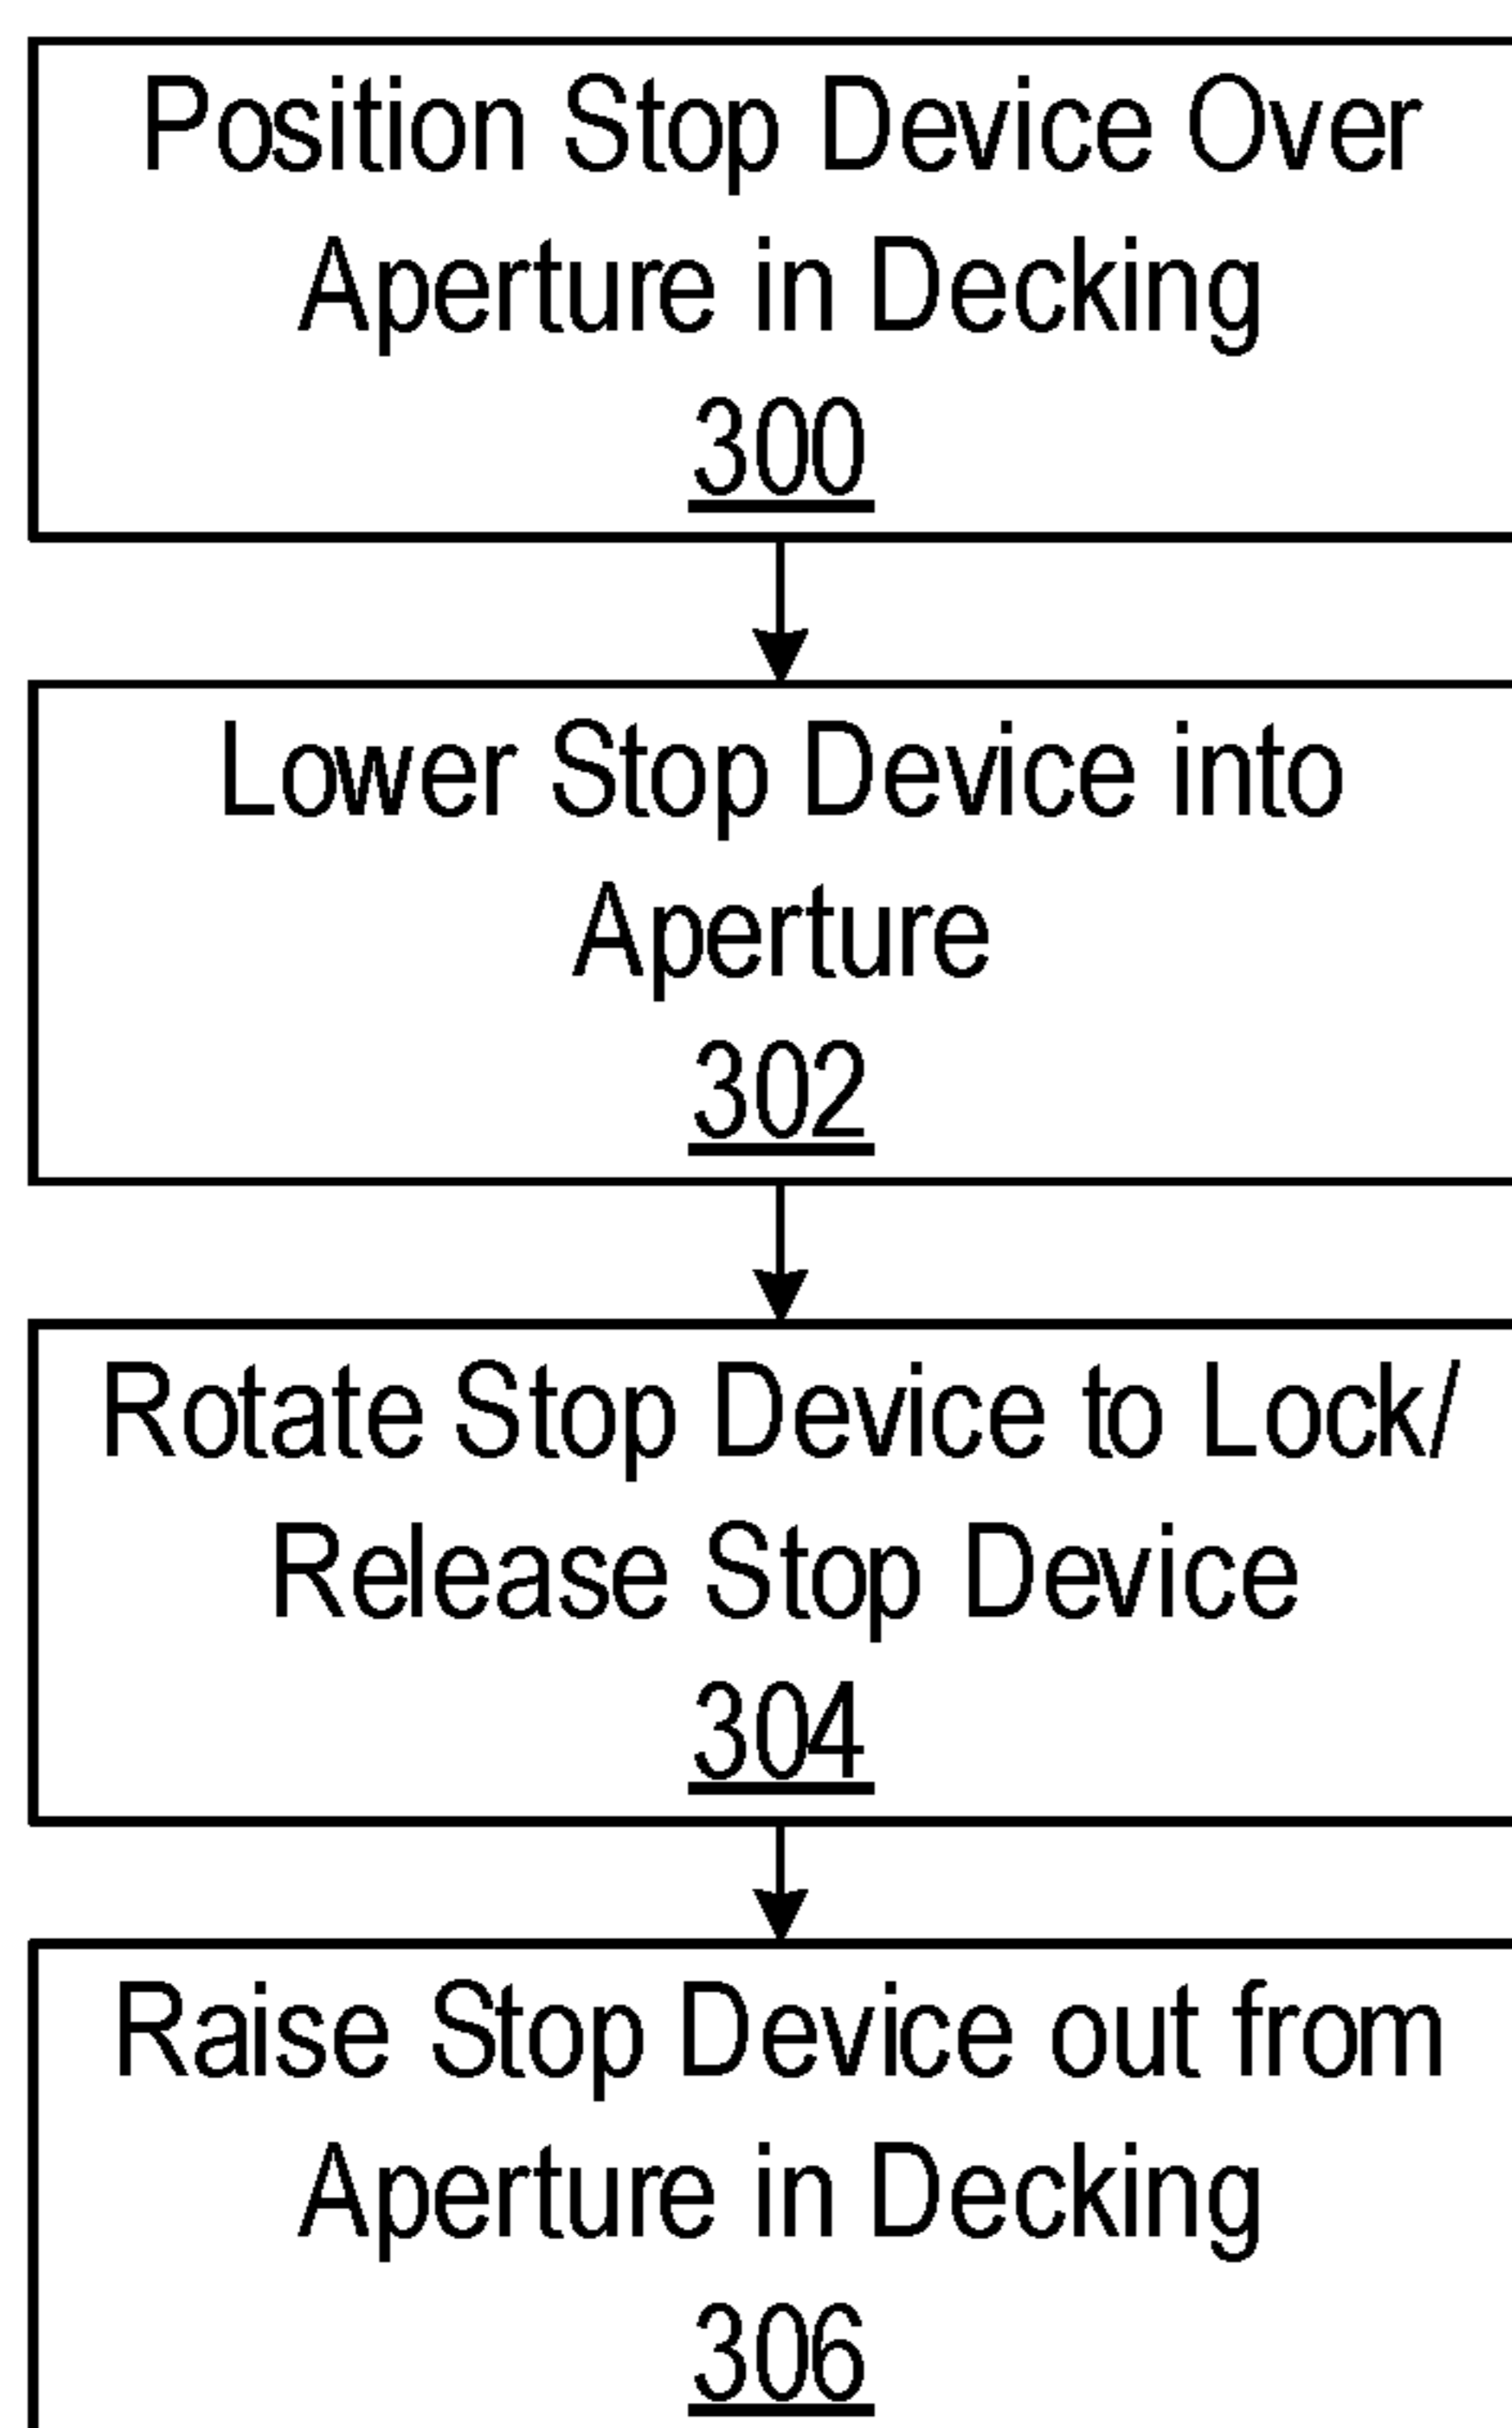 Position Stop Device Over
Aperture in Decking
300
Lower Stop Device into
Aperture
302
Rotate Stop Device to Lock/
Release Stop Device
304
Raise Stop Device out from
Aperture in Decking
306